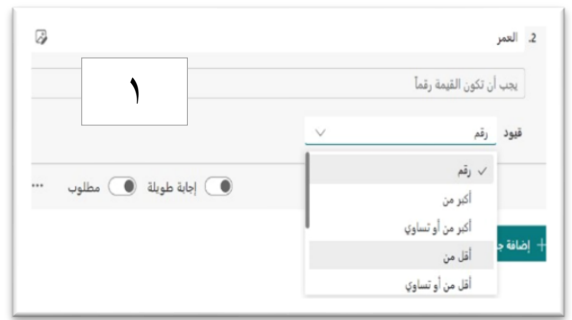 2. العمر
يجب أن تكون القيمة رقماً
١
قيود رقم
رقم
أكبر من
أكبر من أو تساوي
أقل من
أقل من أو تساوي
إجابة طويلة مطلوب ...
+ إضافة